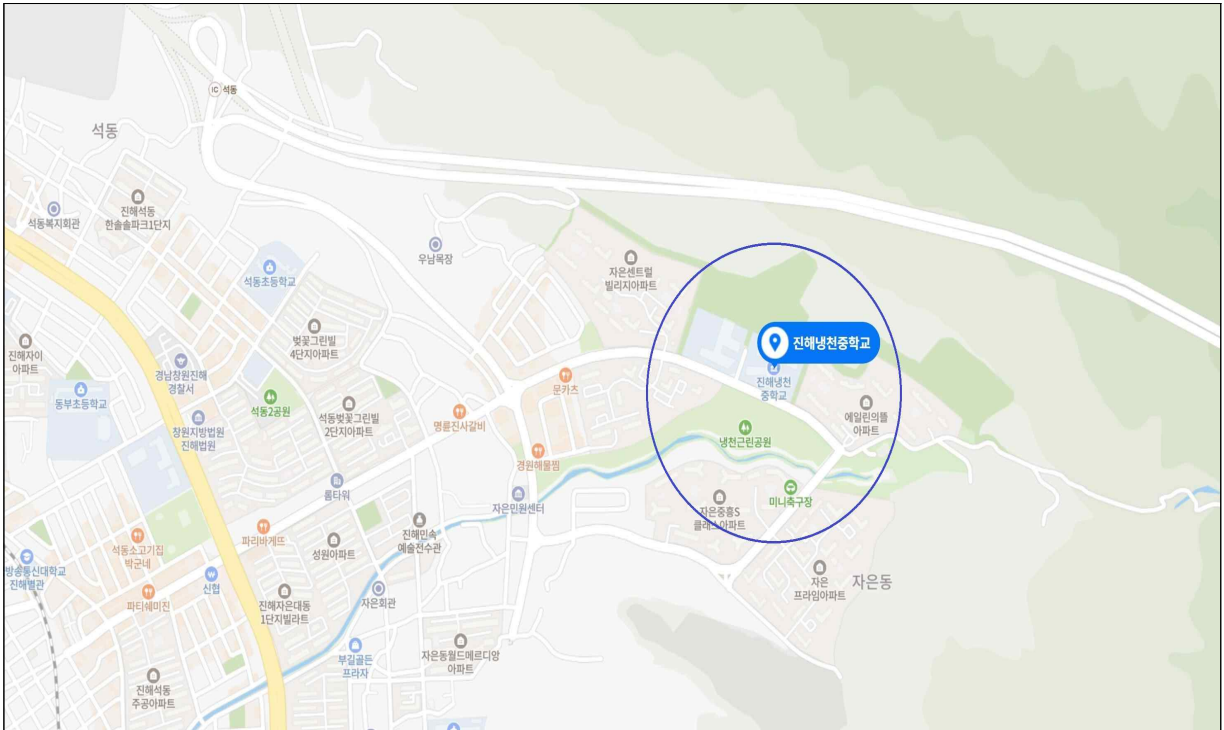 IC 석동
석동
진해석동
한솔솔파크1단지
석동복지회관
우남목장
자은센트럴
빌리지아파트
석동초등학교
진해냉천중학교
벚꽃그린빌
4단지아파트
진해자이
아파트
경남창원진해
경찰서
동부초등학교
문카츠
진해냉천
중학교
석동2공원
석동벚꽃그린빌
2단지아파트
명륜진사갈비
에일린의뜰
아파트
창원지방법원
진해법원
냉천근린공원
경원해물찜
룸타워
미니축구장
자은민원센터
자은중흥S
클래스아파트
진해민속
예술전수관
파리바게뜨
성원아파트
석동소고기집
박군네
방송통신대학교
진해별관
신협
자은
프라임아파트
자은동
파티쉐미진
진해자은대동
1단지빌라트
자은회관
부길골든
프라자
자은동월드메르디앙
아파트
진해석동
주공아파트